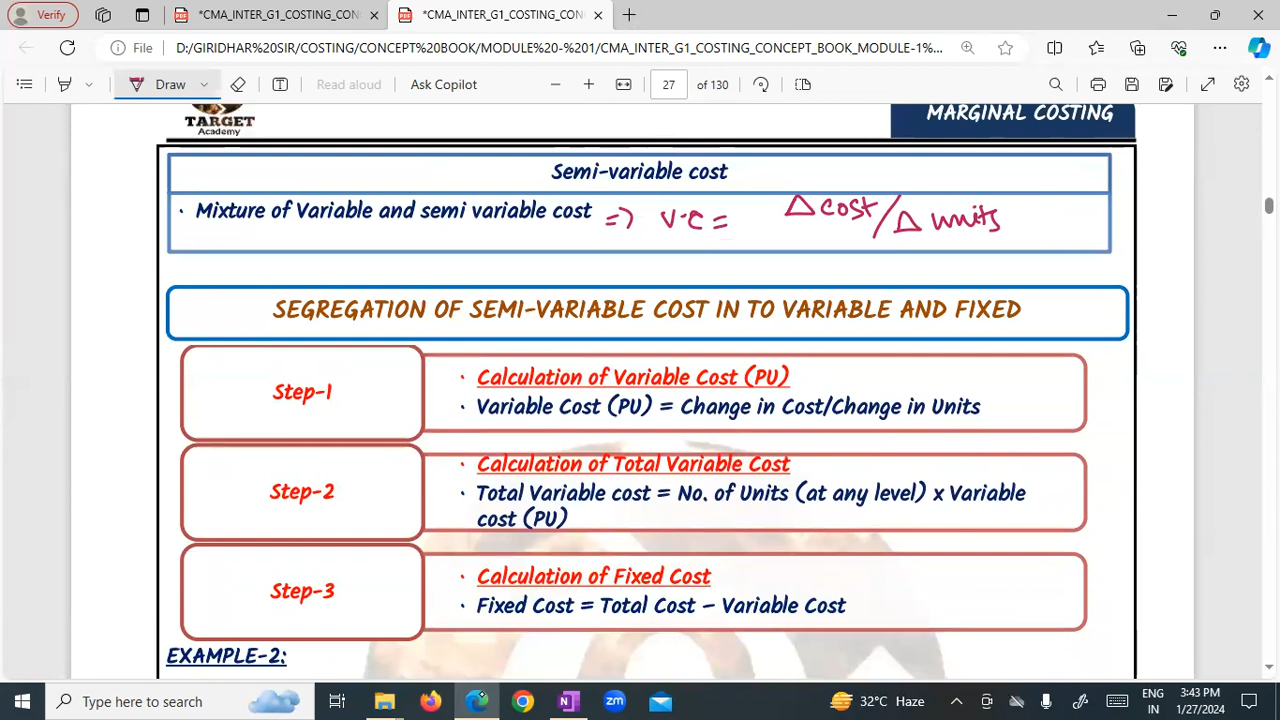 Verify
*CMA_INTER_G1_COSTING_CON
*CMA_INTER_G1_COSTING_CON
File
D:/GIRIDHAR%20SIR/COSTING/CONCEPT%20BOOK/MODULE%20-%201/CMA_INTER_G1_COSTING_CONCEPT_BOOK_MODULE-1%...
Draw
Read aloud
Ask Copilot
27 of 130
TARGET
Academy
MARGINAL COSTING
Semi-variable cost
• Mixture of Variable and semi variable cost => V.C = Δ cost/Δ units
SEGREGATION OF SEMI-VARIABLE COST IN TO VARIABLE AND FIXED
Step-1
• Calculation of Variable Cost (PU)
• Variable Cost (PU) = Change in Cost/Change in Units
Step-2
• Calculation of Total Variable Cost
• Total Variable cost = No. of Units (at any level) x Variable
cost (PU)
Step-3
• Calculation of Fixed Cost
• Fixed Cost = Total Cost – Variable Cost
EXAMPLE-2:
Type here to search
32°C Haze
ENG
IN
3:43 PM
1/27/2024